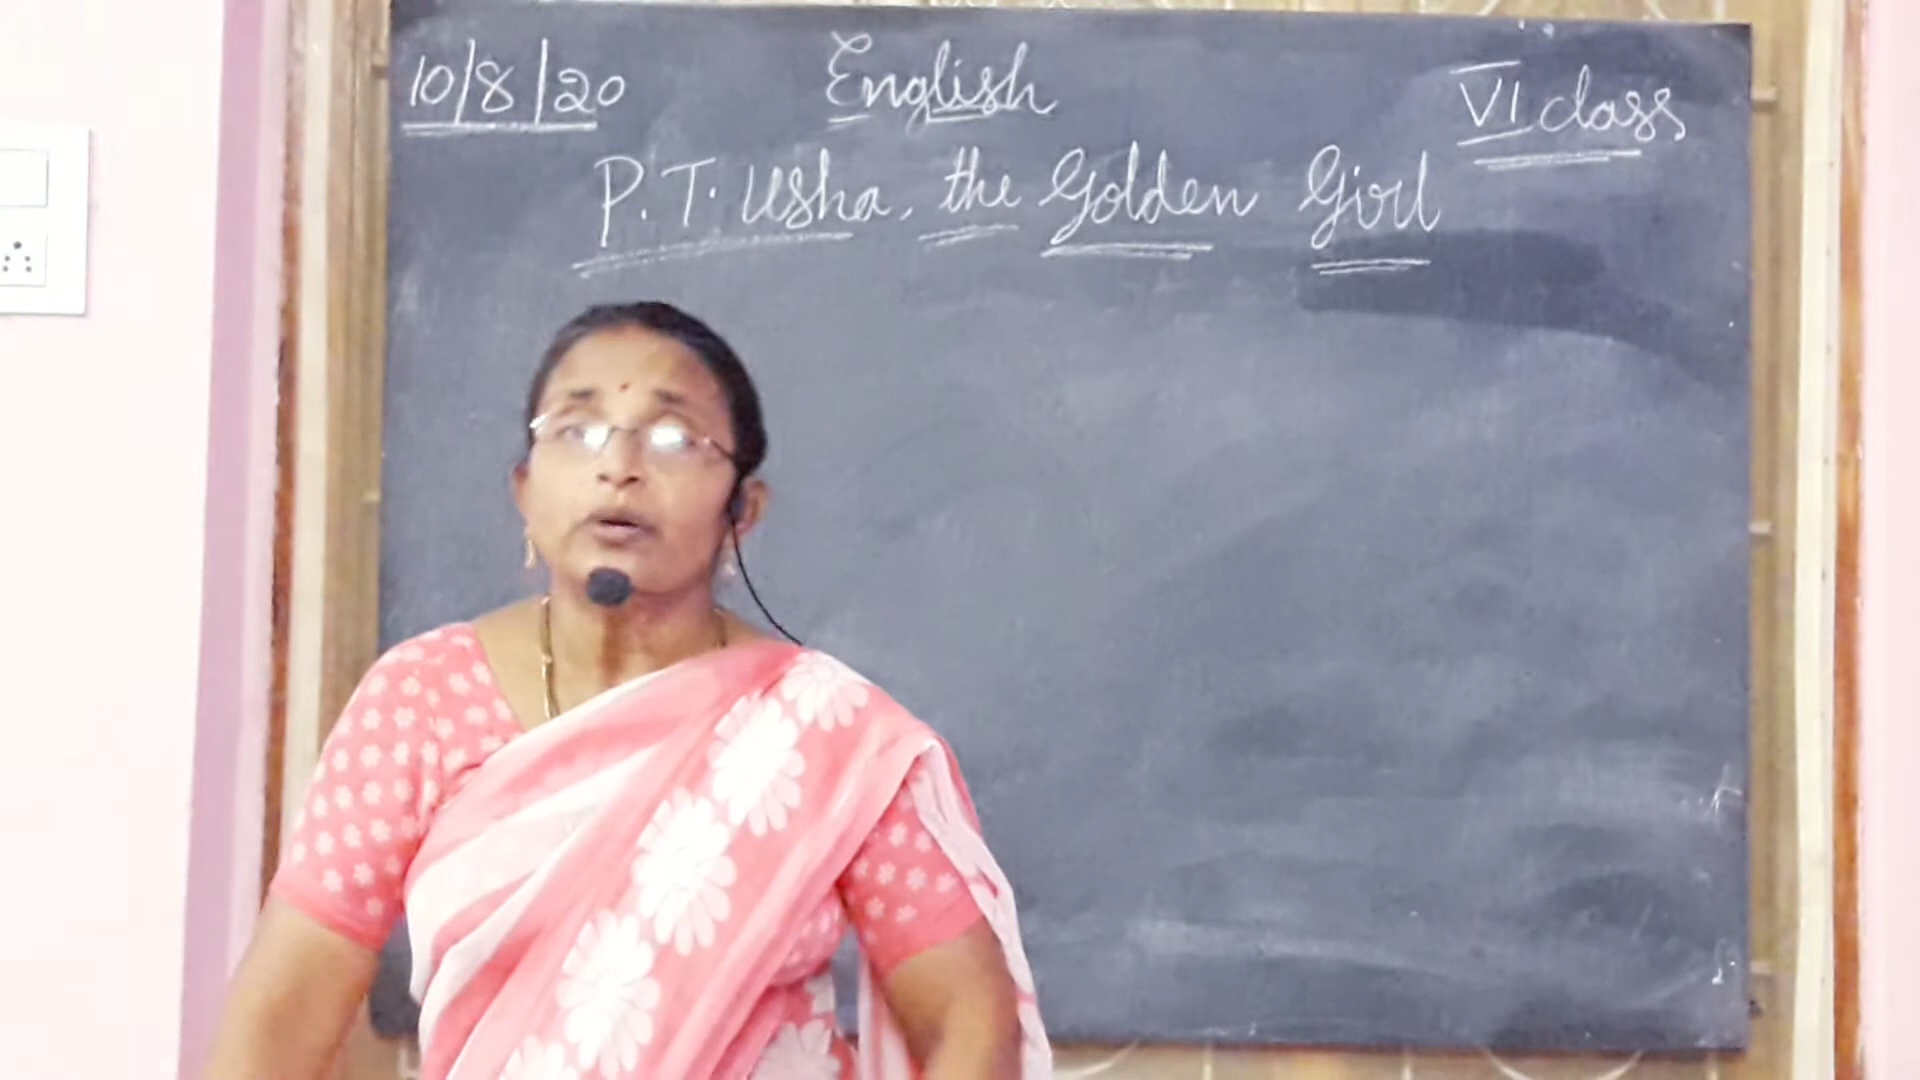 10/8/20 English VI class
P.T. Usha, the Golden Girl